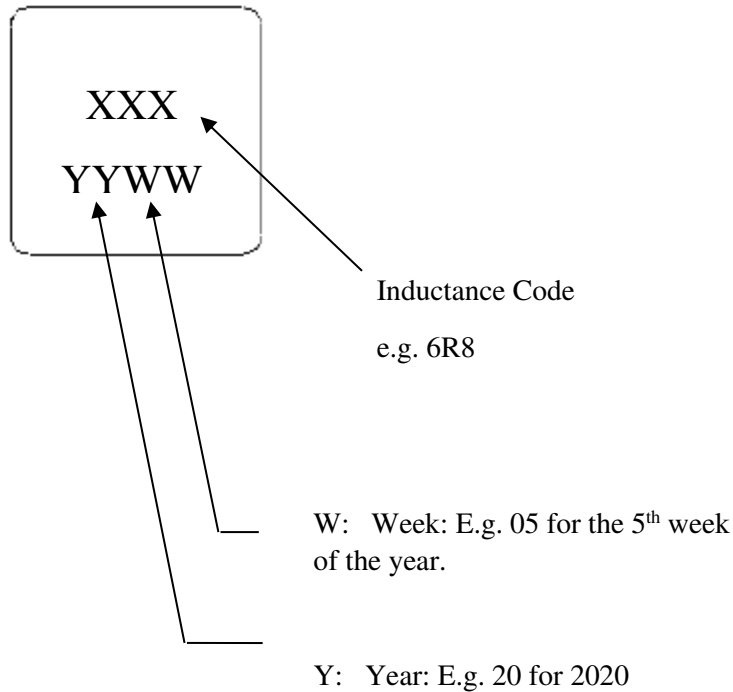 XXX
YYWW
Inductance Code
e.g. 6R8
W: Week: E.g. 05 for the 5th week
of the year.
Y: Year: E.g. 20 for 2020